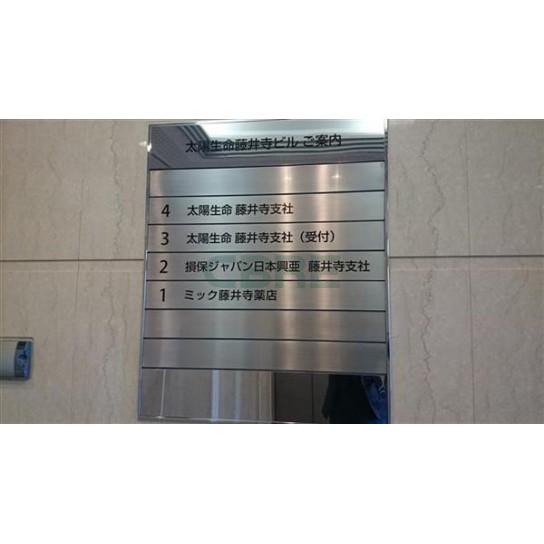 太陽生命藤井寺ビル ご案内
4 太陽生命 藤井寺支社
3 太陽生命 藤井寺支社（受付）
2 損保ジャパン日本興亜 藤井寺支社
1 ミック藤井寺薬店
CBRE